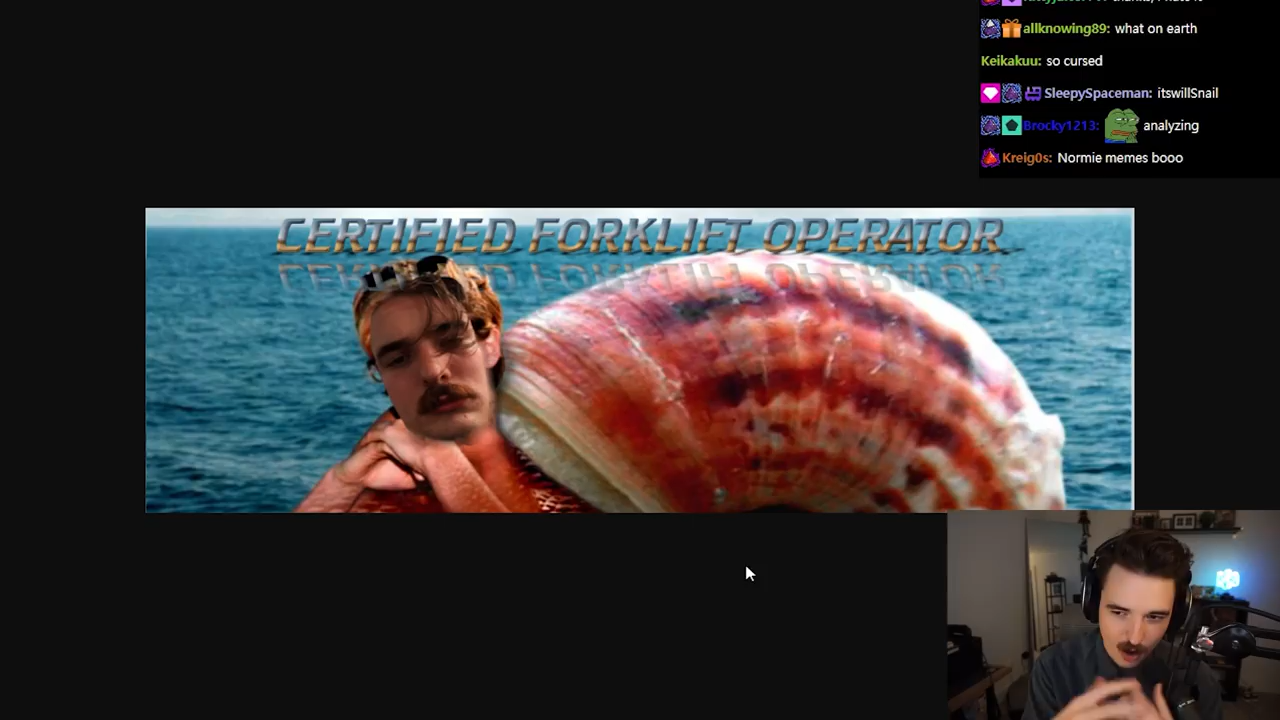 allknowing89: what on earth
Keikakuu: so cursed
SleepySpaceman: itswillSnail
Brocky1213: analyzing
Kreig0s: Normie memes booo
CERTIFIED FORKLIFT OPERATOR